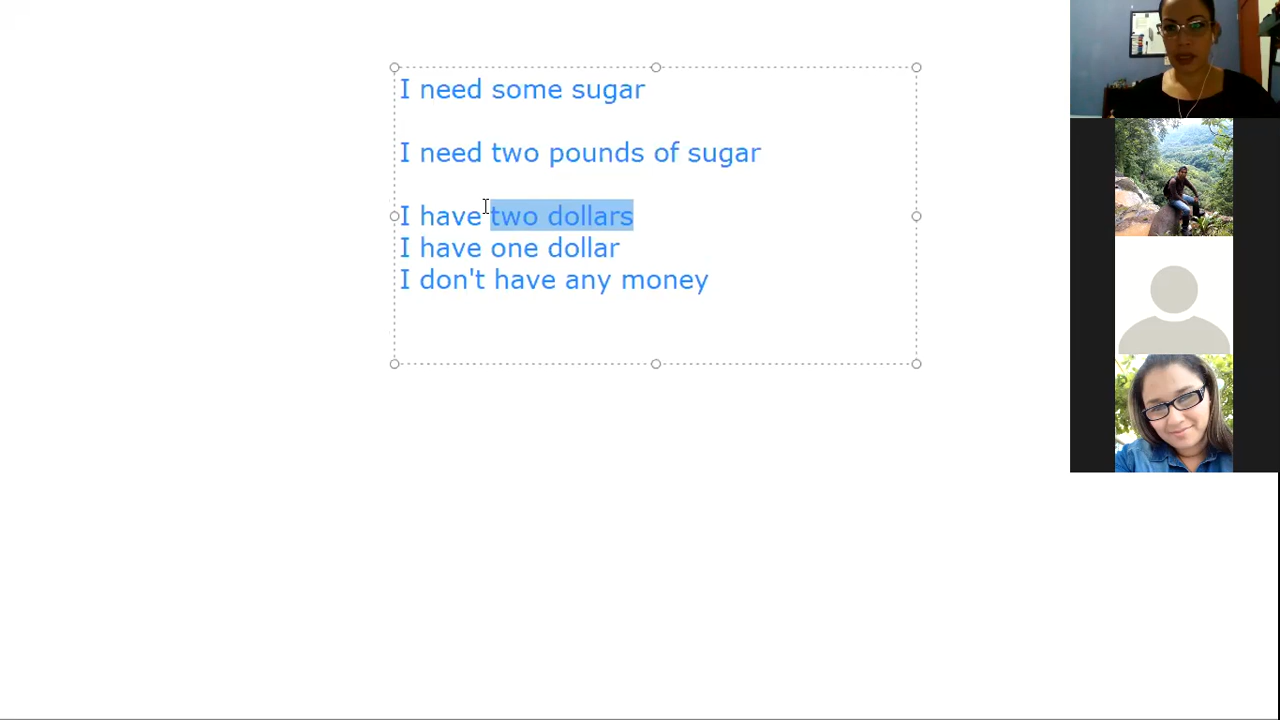 I need some sugar
I need two pounds of sugar
I have two dollars
I have one dollar
I don't have any money